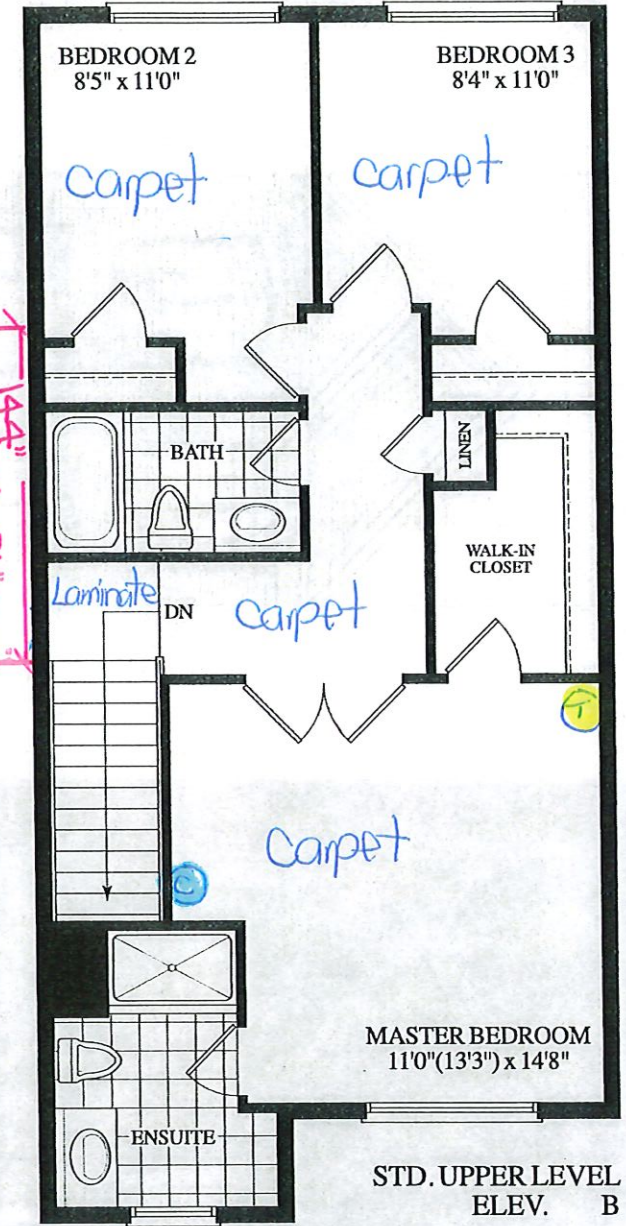 BEDROOM 2
8'5" x 11'0"
BEDROOM 3
8'4" x 11'0"
carpet
carpet
144"
BATH
LINEN
WALK-IN
CLOSET
Laminate
DN
carpet
T
carpet
C
MASTER BEDROOM
11'0"(13'3") x 14'8"
ENSUITE
STD. UPPER LEVEL
ELEV. B